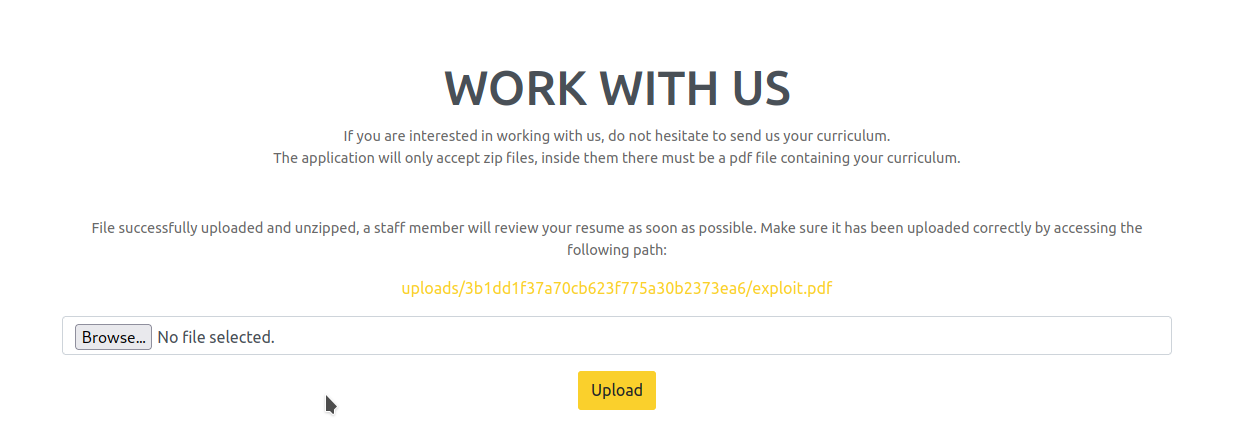 WORK WITH US
If you are interested in working with us, do not hesitate to send us your curriculum.
The application will only accept zip files, inside them there must be a pdf file containing your curriculum.
File successfully uploaded and unzipped, a staff member will review your resume as soon as possible. Make sure it has been uploaded correctly by accessing the
following path:
uploads/3b1dd1f37a70cb623f775a30b2373ea6/exploit.pdf
Browse... No file selected.
Upload